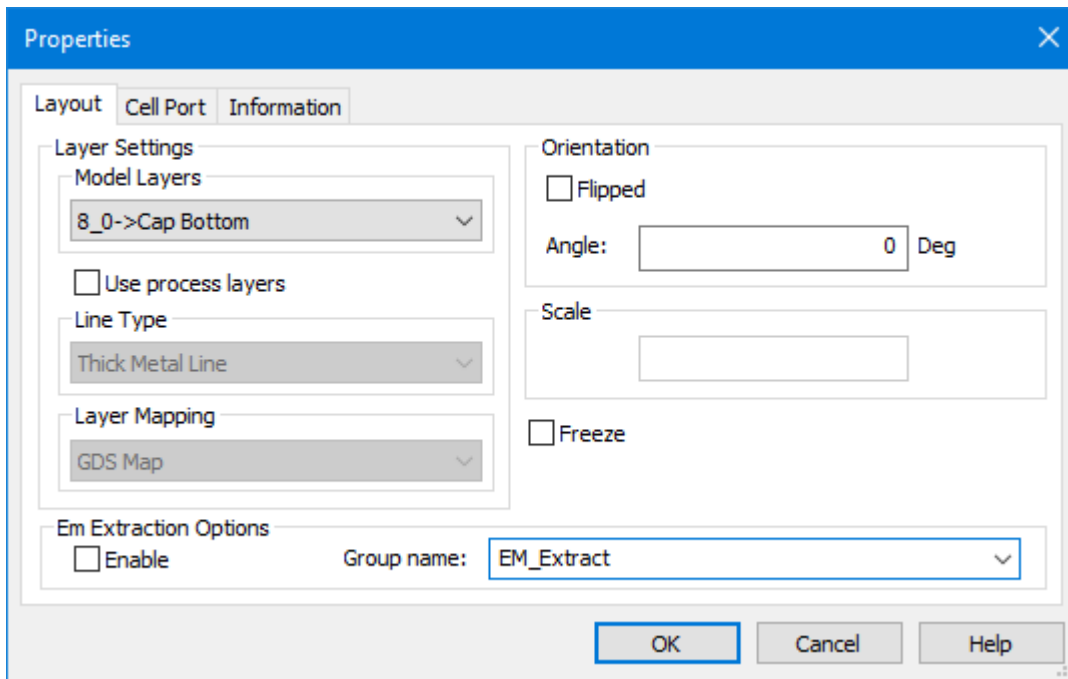 Properties
Layout Cell Port Information
Layer Settings
Model Layers
8_0->Cap Bottom
Use process layers
Line Type
Thick Metal Line
Layer Mapping
GDS Map
Orientation
Flipped
Angle: 0 Deg
Scale
Freeze
Em Extraction Options
Enable Group name: EM_Extract
OK Cancel Help